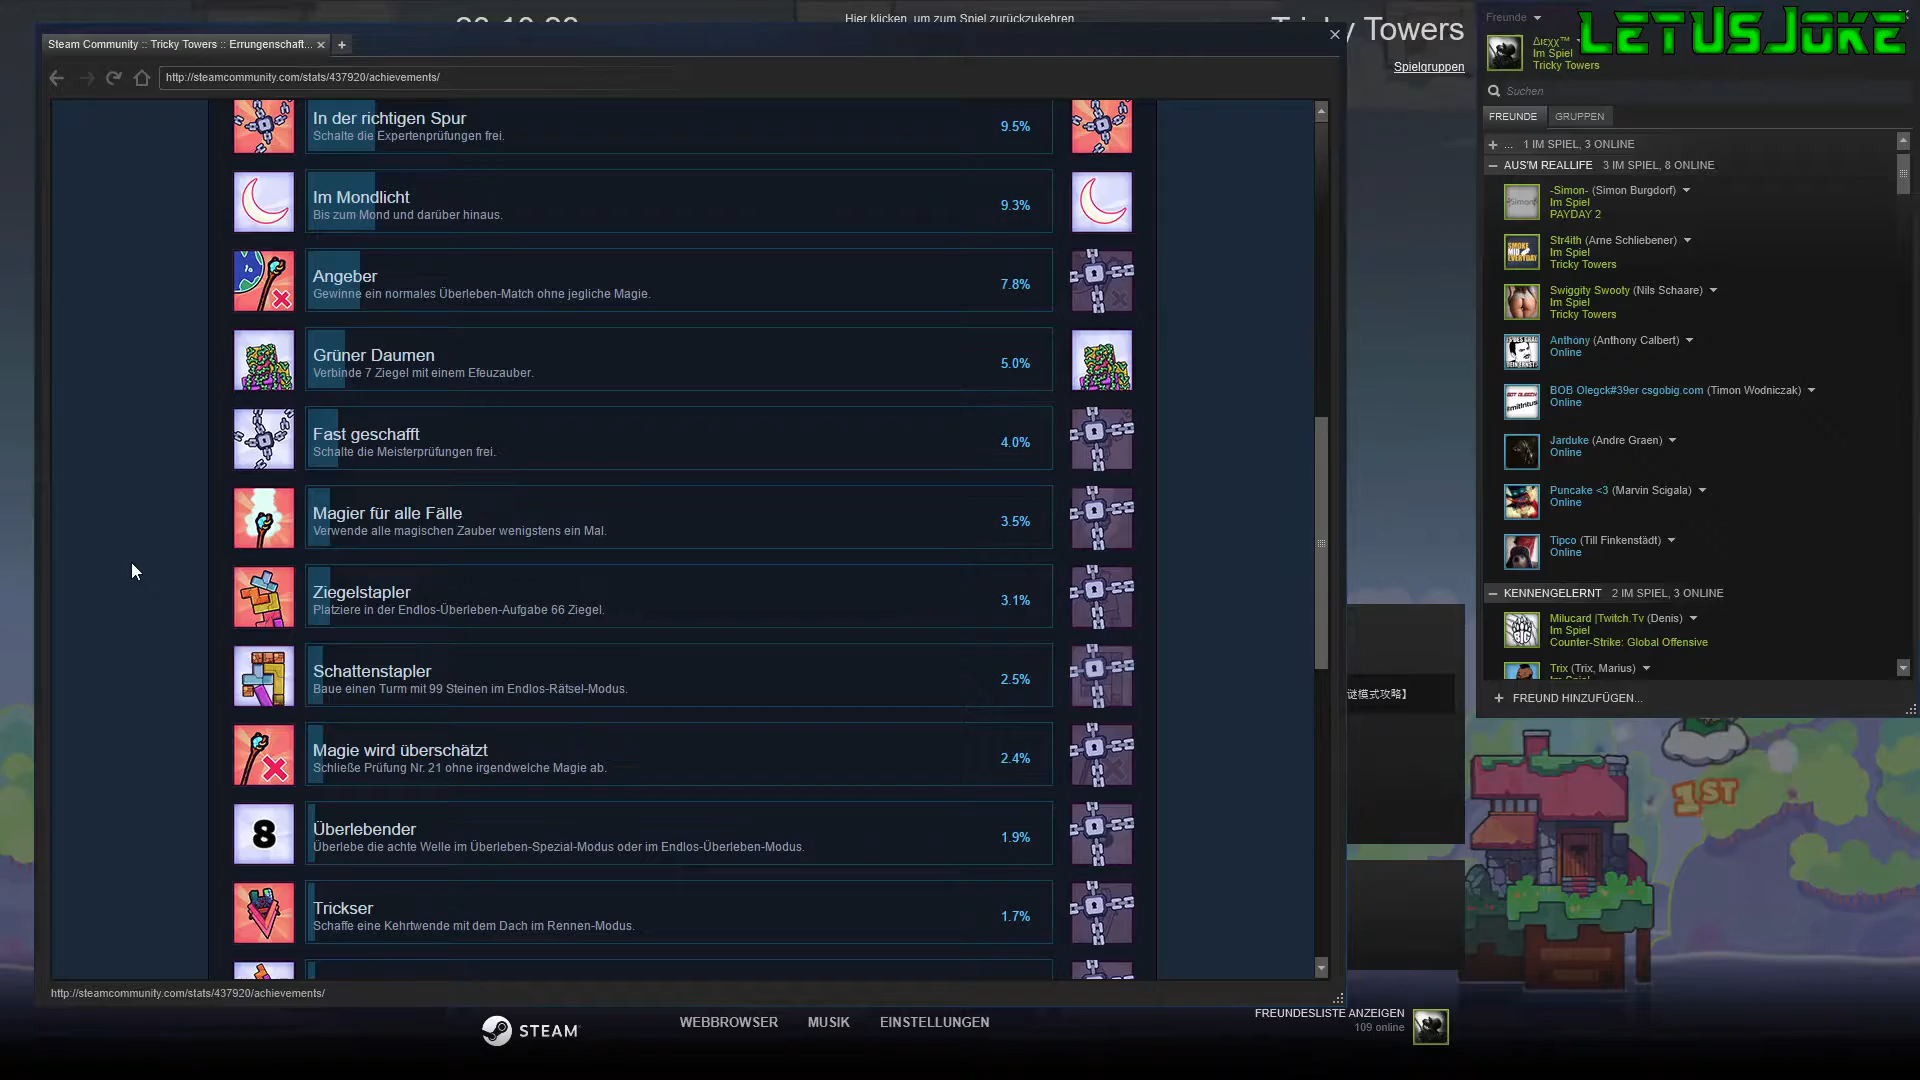 Hier klicken, um zum Spiel zurückzukehren
Tricky Towers
Spielgruppen
LETUSJOKE
Steam Community :: Tricky Towers :: Errungenschaft...
http://steamcommunity.com/stats/437920/achievements/
In der richtigen Spur
Schalte die Expertenprüfungen frei.
9.5%
Im Mondlicht
Bis zum Mond und darüber hinaus.
9.3%
Angeber
Gewinne ein normales Überleben-Match ohne jegliche Magie.
7.8%
Grüner Daumen
Verbinde 7 Ziegel mit einem Efeuzauber.
5.0%
Fast geschafft
Schalte die Meisterprüfungen frei.
4.0%
Magier für alle Fälle
Verwende alle magischen Zauber wenigstens ein Mal.
3.5%
Ziegelstapler
Platziere in der Endlos-Überleben-Aufgabe 66 Ziegel.
3.1%
Schattenstapler
Baue einen Turm mit 99 Steinen im Endlos-Rätsel-Modus.
2.5%
Magie wird überschätzt
Schließe Prüfung Nr. 21 ohne irgendwelche Magie ab.
2.4%
8
Überlebender
Überlebe die achte Welle im Überleben-Spezial-Modus oder im Endlos-Überleben-Modus.
1.9%
Trickser
Schaffe eine Kehrtwende mit dem Dach im Rennen-Modus.
1.7%
http://steamcommunity.com/stats/437920/achievements/
Freunde
Διεχχ™
Im Spiel
Tricky Towers
Suchen
FREUNDE
GRUPPEN
... 1 IM SPIEL, 3 ONLINE
AUS'M REALLIFE 3 IM SPIEL, 8 ONLINE
-Simon- (Simon Burgdorf)
Im Spiel
PAYDAY 2
Str4ith (Arne Schliebener)
Im Spiel
Tricky Towers
Swiggity Swooty (Nils Schaare)
Im Spiel
Tricky Towers
Anthony (Anthony Calbert)
Online
BOB Olegck#39er csgobig.com (Timon Wodniczak)
Online
Jarduke (Andre Graen)
Online
Puncake <3 (Marvin Scigala)
Online
Tipco (Till Finkenstädt)
Online
KENNENGELERNT 2 IM SPIEL, 3 ONLINE
Milucard |Twitch.Tv (Denis)
Im Spiel
Counter-Strike: Global Offensive
Trix (Trix, Marius)
FREUND HINZUFÜGEN...
谜模式攻略】
1ST
STEAM
WEBBROWSER
MUSIK
EINSTELLUNGEN
FREUNDESLISTE ANZEIGEN
109 online